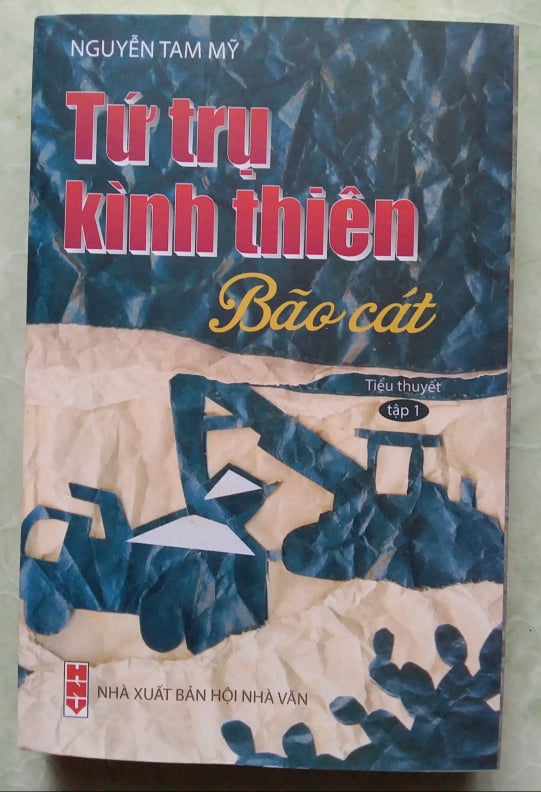 NGUYỄN TAM MỸ
Tứ trụ
kình thiên
Bão cát
Tiểu thuyết
tập 1
HNV
NHÀ XUẤT BẢN HỘI NHÀ VĂN